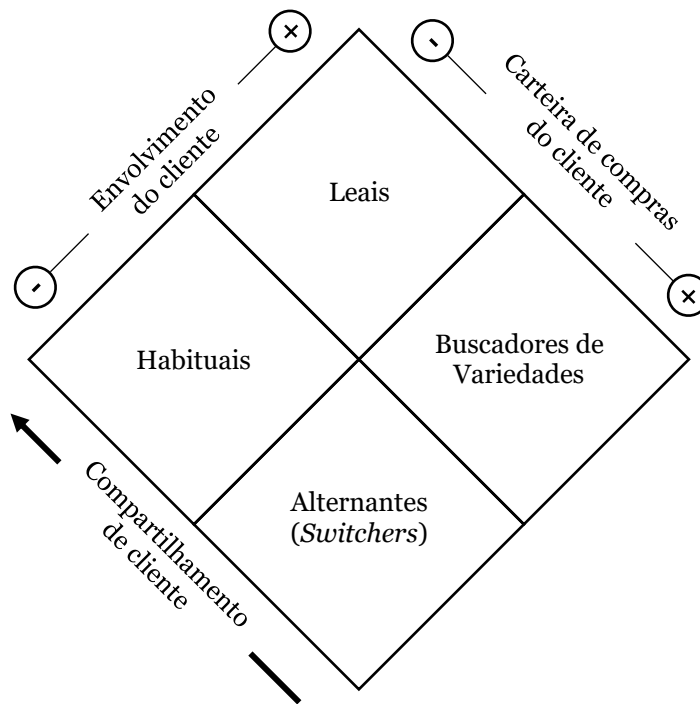 +
-
Envolvimento
do cliente
Carteira de compras
do cliente
-
+
Leais
Habituais
Buscadores de
Variedades
Alternantes
(Switchers)
Compartilhamento
de cliente